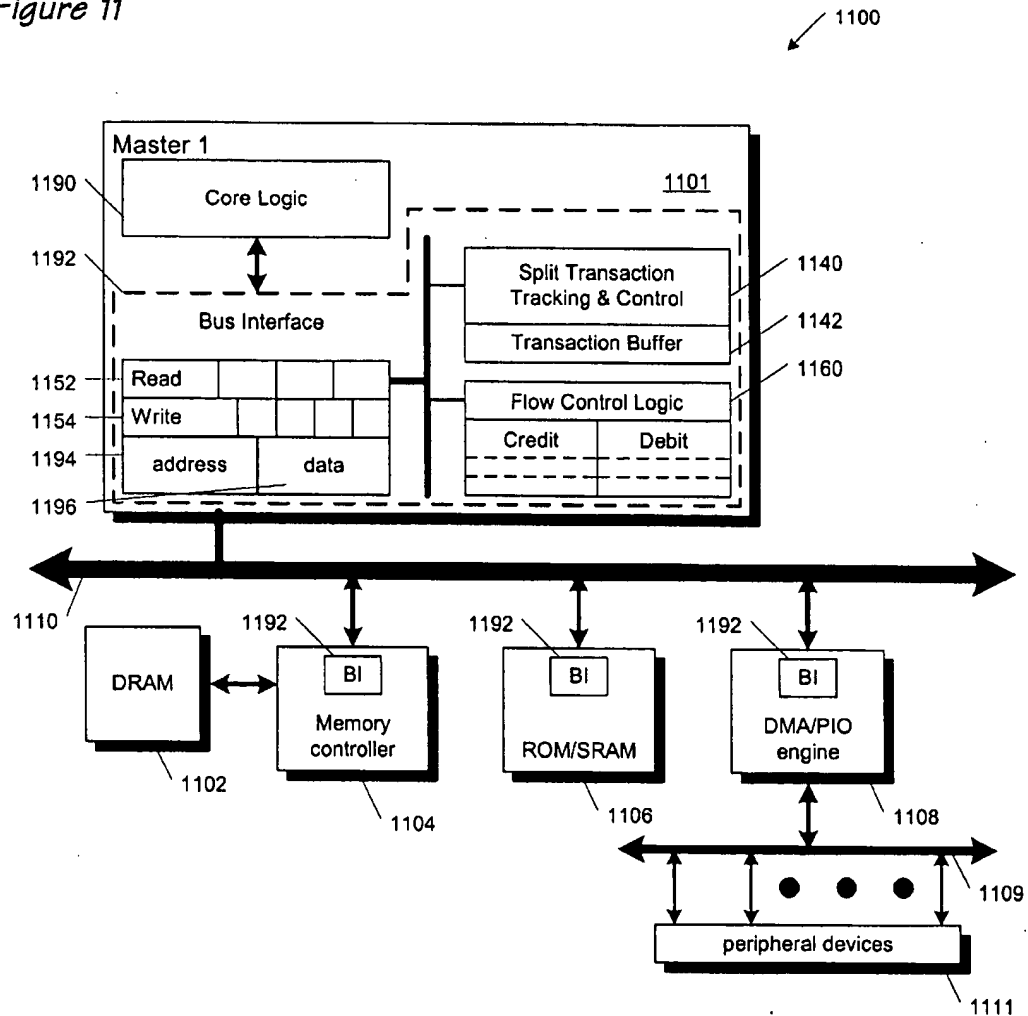 Figure 11
1100
Master 1
1190
Core Logic
1101
1192
Split Transaction
Tracking & Control
1140
Bus Interface
Transaction Buffer
1142
1152
Read
1160
Flow Control Logic
1154
Write
Credit
Debit
1194
address
data
1196
1110
1192
1192
1192
DRAM
BI
BI
BI
Memory
controller
ROM/SRAM
DMA/PIO
engine
1102
1104
1106
1108
1109
peripheral devices
1111